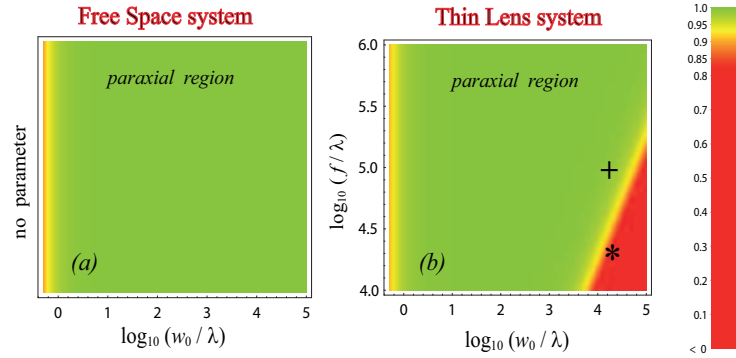 Free Space system
Thin Lens system
no parameter
paraxial region
(a)
0 1 2 3 4 5
log10 (w0 / λ)
log10 (f / λ)
6.0
5.5
5.0
4.5
4.0
paraxial region
+
*
(b)
0 1 2 3 4 5
log10 (w0 / λ)
1.0
0.95
0.9
0.85
0.8
0.7
0.6
0.5
0.4
0.3
0.2
0.1
< 0